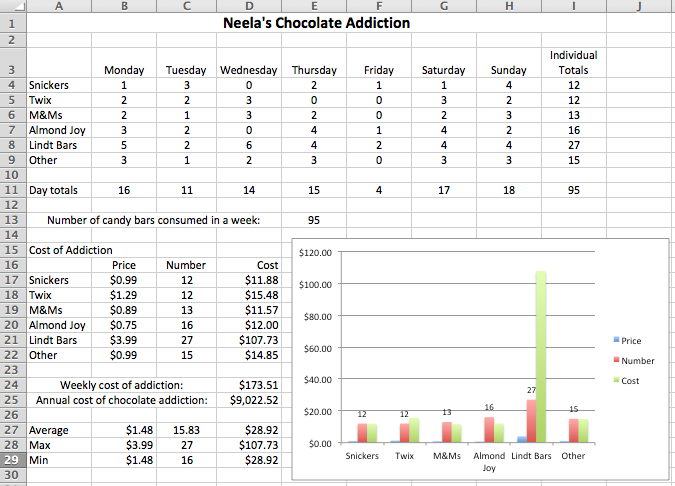 A B C D E F G H I J
1 Neela's Chocolate Addiction
2
Individual
3 Monday Tuesday Wednesday Thursday Friday Saturday Sunday Totals
4 Snickers 1 3 0 2 1 1 4 12
5 Twix 2 2 3 0 0 3 2 12
6 M&Ms 2 1 3 2 0 2 3 13
7 Almond Joy 3 2 0 4 1 4 2 16
8 Lindt Bars 5 2 6 4 2 4 4 27
9 Other 3 1 2 3 0 3 3 15
10
11 Day totals 16 11 14 15 4 17 18 95
12
13 Number of candy bars consumed in a week: 95
14
15 Cost of Addiction
16 Price Number Cost
17 Snickers $0.99 12 $11.88
18 Twix $1.29 12 $15.48
19 M&Ms $0.89 13 $11.57
20 Almond Joy $0.75 16 $12.00
21 Lindt Bars $3.99 27 $107.73
22 Other $0.99 15 $14.85
23
24 Weekly cost of addiction: $173.51
25 Annual cost of chocolate addiction: $9,022.52
26
27 Average $1.48 15.83 $28.92
28 Max $3.99 27 $107.73
29 Min $1.48 16 $28.92
30
$120.00
$100.00
$80.00
$60.00
$40.00
$20.00
$0.00
12 12 13 16 27 15
Snickers Twix M&Ms Almond Joy Lindt Bars Other
Price
Number
Cost